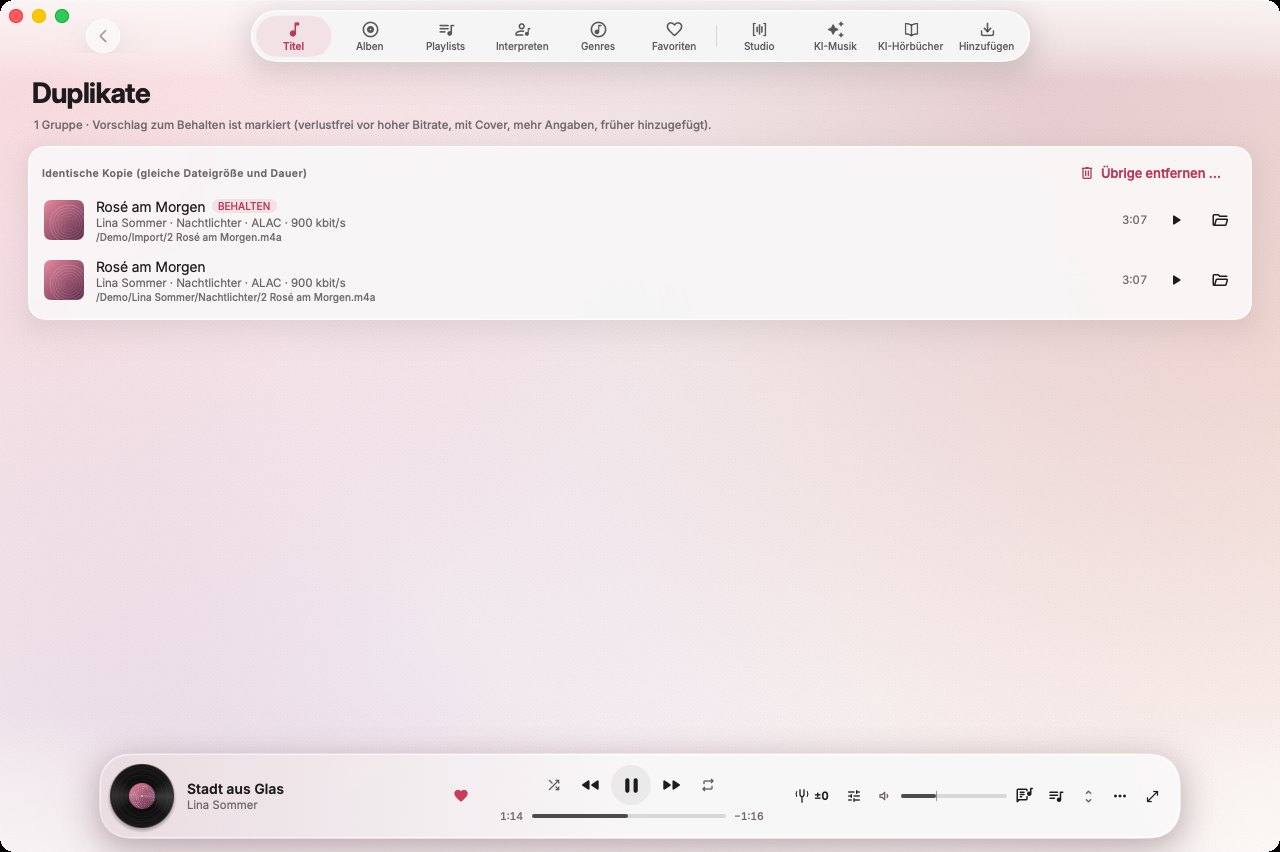 Titel
Alben
Playlists
Interpreten
Genres
Favoriten
Studio
KI-Musik
KI-Hörbücher
Hinzufügen
Duplikate
1 Gruppe · Vorschlag zum Behalten ist markiert (verlustfrei vor hoher Bitrate, mit Cover, mehr Angaben, früher hinzugefügt).
Identische Kopie (gleiche Dateigröße und Dauer)
Übrige entfernen ...
Rosé am Morgen BEHALTEN
Lina Sommer · Nachtlichter · ALAC · 900 kbit/s
/Demo/Import/2 Rosé am Morgen.m4a
3:07
Rosé am Morgen
Lina Sommer · Nachtlichter · ALAC · 900 kbit/s
/Demo/Lina Sommer/Nachtlichter/2 Rosé am Morgen.m4a
3:07
Stadt aus Glas
Lina Sommer
1:14
−1:16
±0